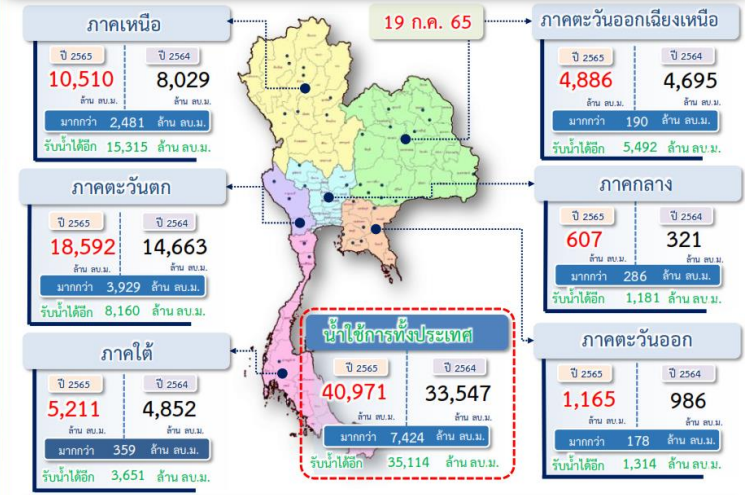 ภาคเหนือ
ปี 2565 ปี 2564
10,510 8,029
ล้าน ลบ.ม. ล้าน ลบ.ม.
มากกว่า 2,481 ล้าน ลบ.ม.
รับน้ำได้อีก 15,315 ล้าน ลบ.ม.
19 ก.ค. 65
ภาคตะวันออกเฉียงเหนือ
ปี 2565 ปี 2564
4,886 4,695
ล้าน ลบ.ม. ล้าน ลบ.ม.
มากกว่า 190 ล้าน ลบ.ม.
รับน้ำได้อีก 5,492 ล้าน ลบ.ม.
ภาคตะวันตก
ปี 2565 ปี 2564
18,592 14,663
ล้าน ลบ.ม. ล้าน ลบ.ม.
มากกว่า 3,929 ล้าน ลบ.ม.
รับน้ำได้อีก 8,160 ล้าน ลบ.ม.
ภาคกลาง
ปี 2565 ปี 2564
607 321
ล้าน ลบ.ม. ล้าน ลบ.ม.
มากกว่า 286 ล้าน ลบ.ม.
รับน้ำได้อีก 1,181 ล้าน ลบ.ม.
ภาคใต้
ปี 2565 ปี 2564
5,211 4,852
ล้าน ลบ.ม. ล้าน ลบ.ม.
มากกว่า 359 ล้าน ลบ.ม.
รับน้ำได้อีก 3,651 ล้าน ลบ.ม.
น้ำใช้การทั้งประเทศ
ปี 2565 ปี 2564
40,971 33,547
ล้าน ลบ.ม. ล้าน ลบ.ม.
มากกว่า 7,424 ล้าน ลบ.ม.
รับน้ำได้อีก 35,114 ล้าน ลบ.ม.
ภาคตะวันออก
ปี 2565 ปี 2564
1,165 986
ล้าน ลบ.ม. ล้าน ลบ.ม.
มากกว่า 178 ล้าน ลบ.ม.
รับน้ำได้อีก 1,314 ล้าน ลบ.ม.